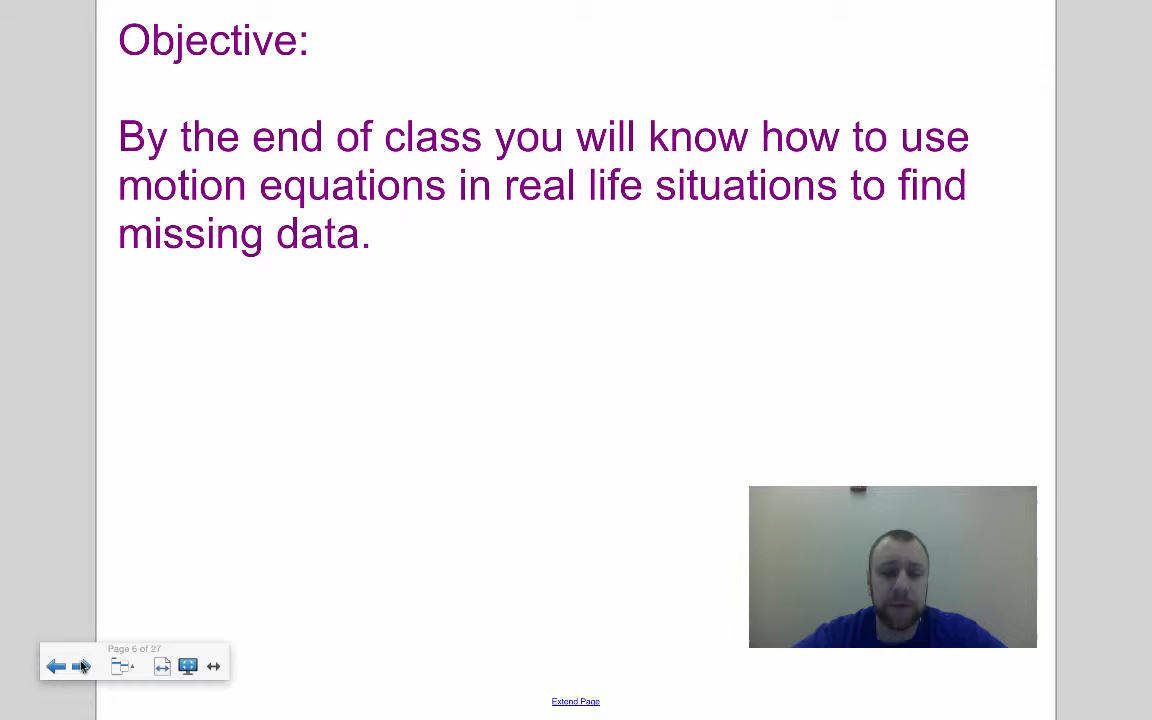 Objective:
By the end of class you will know how to use
motion equations in real life situations to find
missing data.
Page 6 of 27
Extend Page